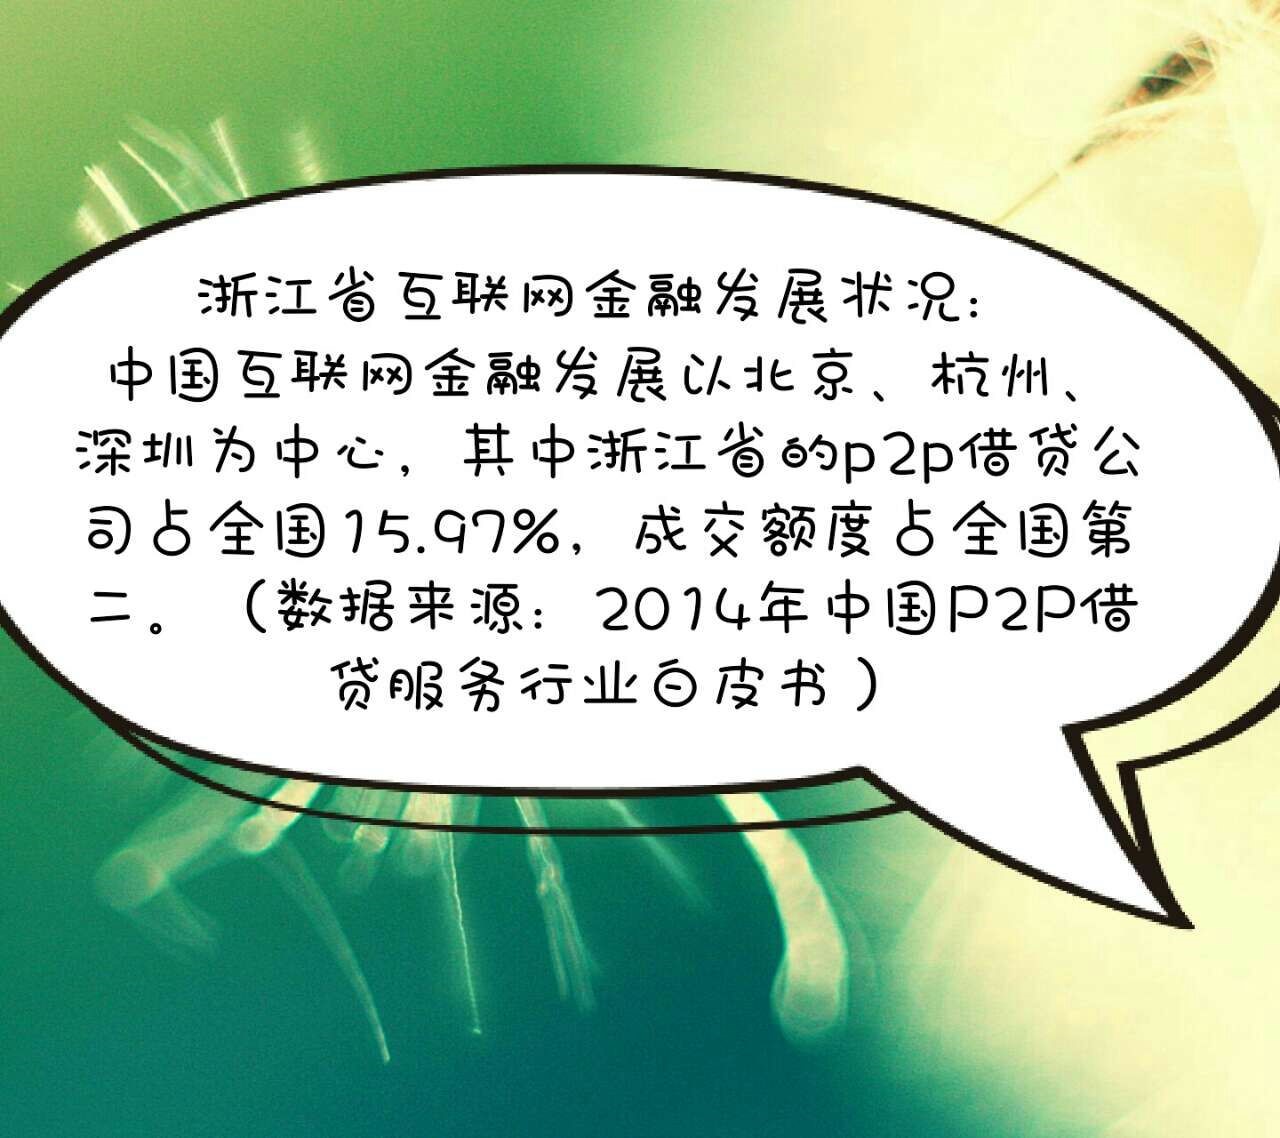 浙江省互联网金融发展状况:
中国互联网金融发展以北京、杭州、
深圳为中心，其中浙江省的p2p借贷公
司占全国15.97%，成交额度占全国第
二。（数据来源：2014年中国P2P借
贷服务行业白皮书）